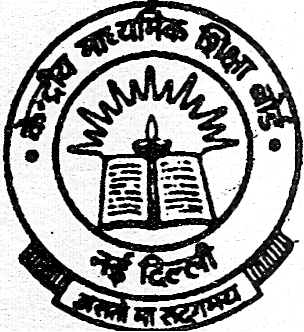 केन्द्रीय माध्यमिक शिक्षा बोर्ड
नई दिल्ली
असतो मा सद्गमय